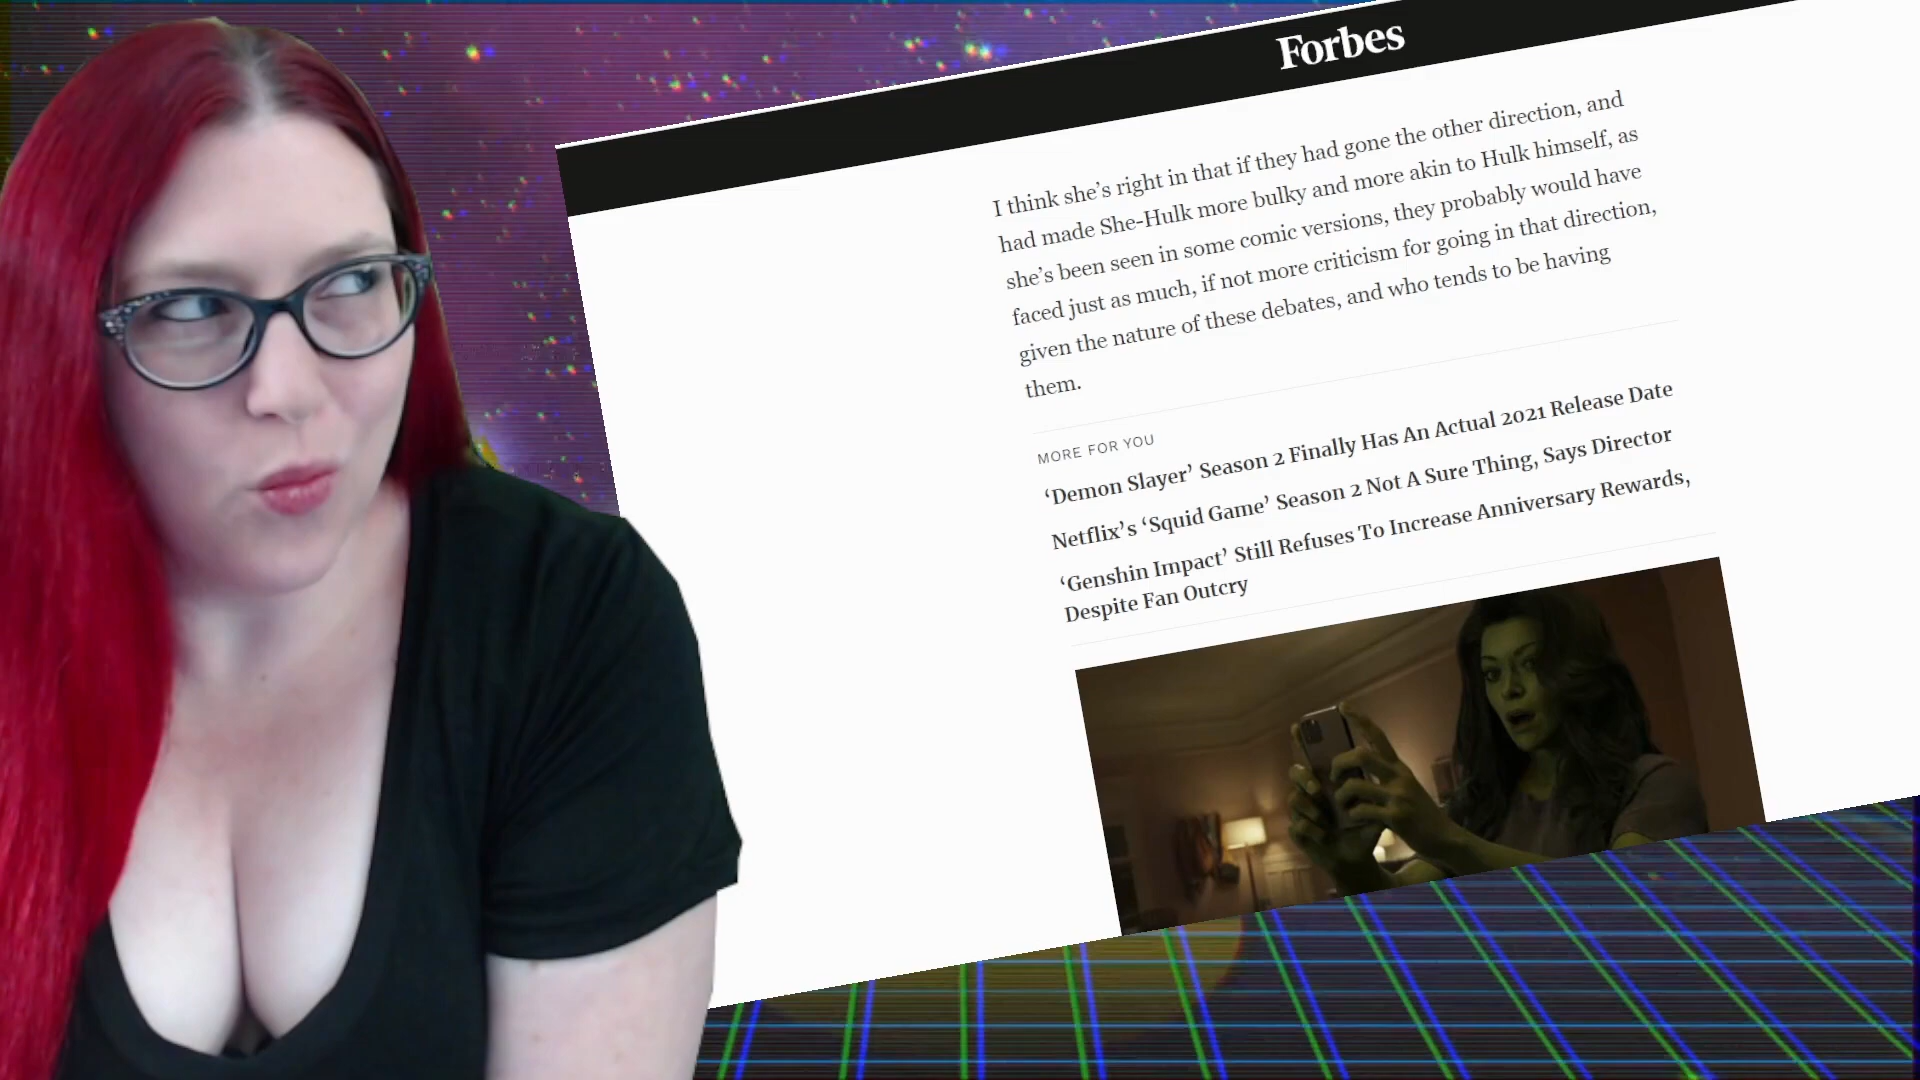 Forbes
I think she's right in that if they had gone the other direction, and
had made She-Hulk more bulky and more akin to Hulk himself, as
she's been seen in some comic versions, they probably would have
faced just as much, if not more criticism for going in that direction,
given the nature of these debates, and who tends to be having
them.
MORE FOR YOU
‘Demon Slayer’ Season 2 Finally Has An Actual 2021 Release Date
Netflix’s ‘Squid Game’ Season 2 Not A Sure Thing, Says Director
‘Genshin Impact’ Still Refuses To Increase Anniversary Rewards,
Despite Fan Outcry